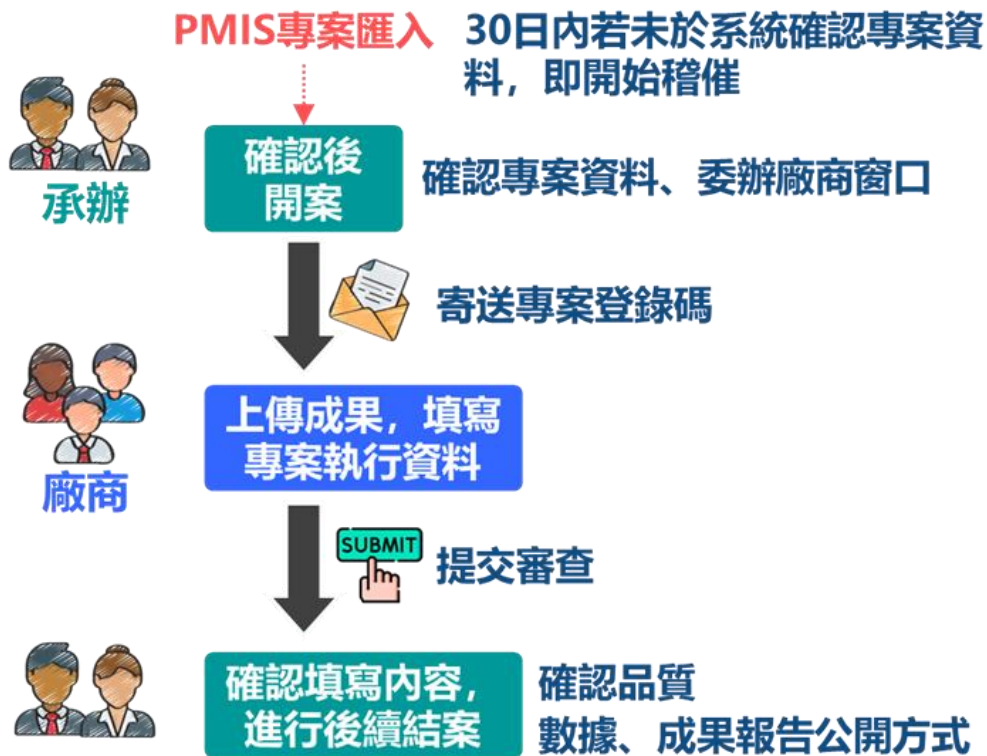 PMIS專案匯入
30日內若未於系統確認專案資
料，即開始稽催
承辦
確認後
開案
確認專案資料、委辦廠商窗口
寄送專案登錄碼
廠商
上傳成果，填寫
專案執行資料
SUBMIT
提交審查
確認填寫內容，
進行後續結案
確認品質
數據、成果報告公開方式